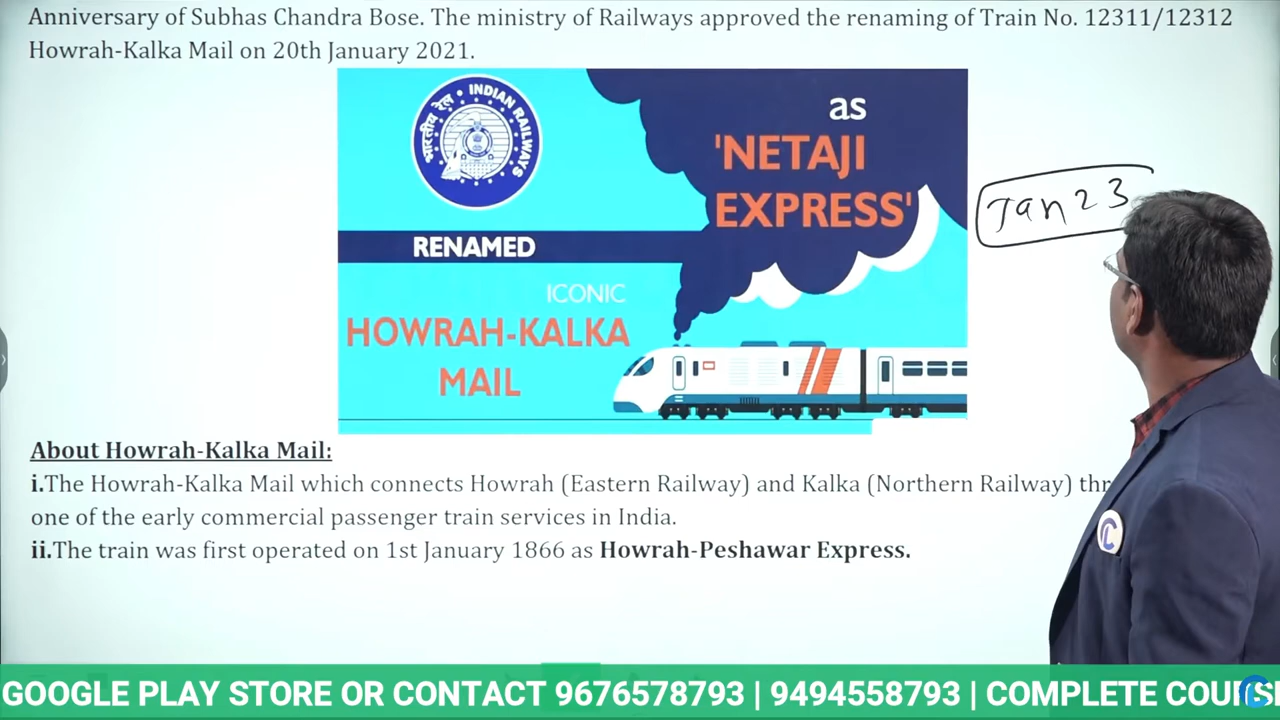 Anniversary of Subhas Chandra Bose. The ministry of Railways approved the renaming of Train No. 12311/12312
Howrah-Kalka Mail on 20th January 2021.
भारतीय रेल • INDIAN RAILWAYS
as
'NETAJI
EXPRESS'
Jan 23
RENAMED
ICONIC
HOWRAH-KALKA
MAIL
About Howrah-Kalka Mail:
i.The Howrah-Kalka Mail which connects Howrah (Eastern Railway) and Kalka (Northern Railway)
one of the early commercial passenger train services in India.
ii.The train was first operated on 1st January 1866 as Howrah-Peshawar Express.
GOOGLE PLAY STORE OR CONTACT 9676578793 | 9494558793 | COMPLETE